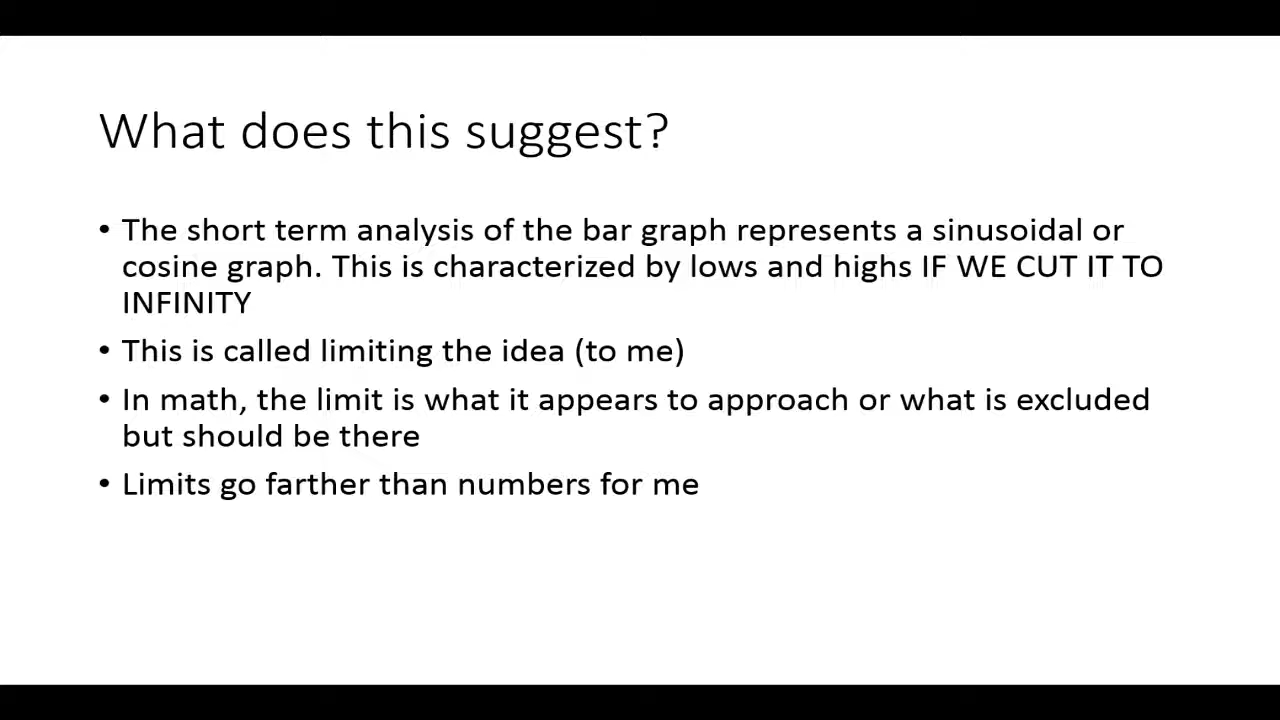 What does this suggest?
• The short term analysis of the bar graph represents a sinusoidal or
cosine graph. This is characterized by lows and highs IF WE CUT IT TO
INFINITY
• This is called limiting the idea (to me)
• In math, the limit is what it appears to approach or what is excluded
but should be there
• Limits go farther than numbers for me